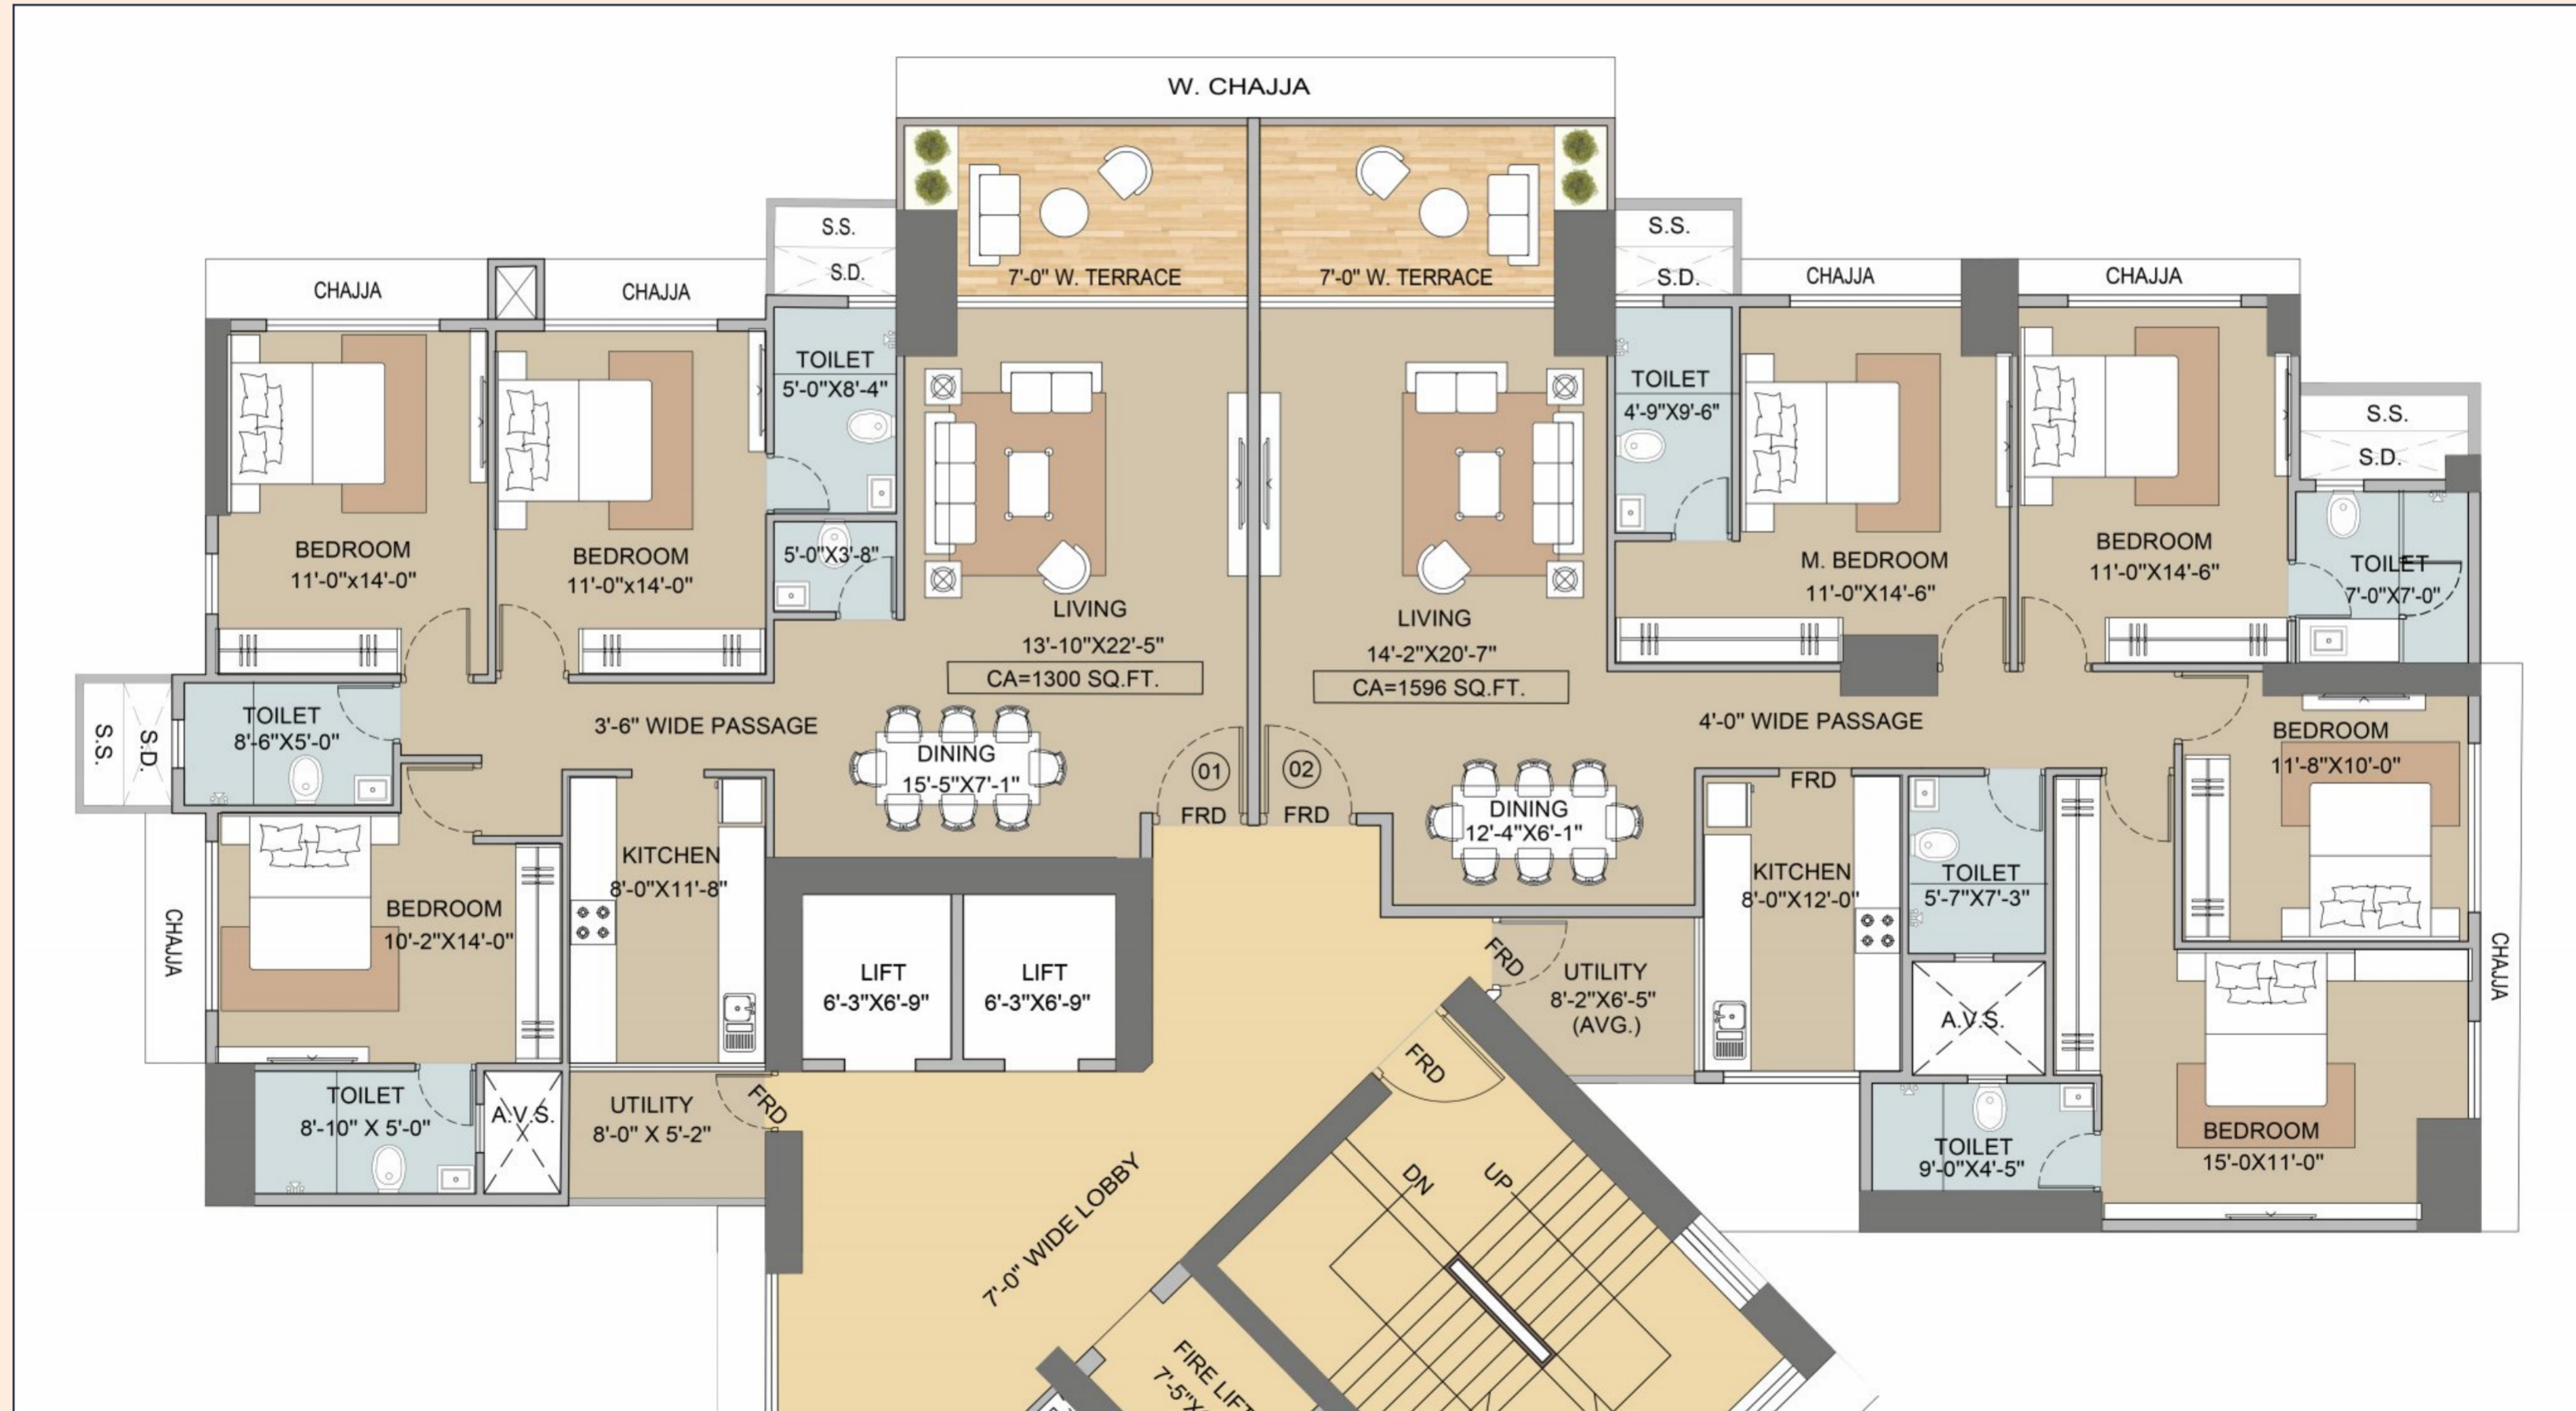 W. CHAJJA
S.S.
S.D.
7'-0" W. TERRACE
7'-0" W. TERRACE
S.S.
S.D.
CHAJJA
CHAJJA
CHAJJA
CHAJJA
TOILET
5'-0"X8'-4"
TOILET
4'-9"X9'-6"
S.S.
S.D.
BEDROOM
11'-0"x14'-0"
BEDROOM
11'-0"x14'-0"
5'-0"X3'-8"
LIVING
13'-10"X22'-5"
CA=1300 SQ.FT.
LIVING
14'-2"X20'-7"
CA=1596 SQ.FT.
M. BEDROOM
11'-0"X14'-6"
BEDROOM
11'-0"X14'-6"
TOILET
7'-0"X7'-0"
S.S.
S.D.
TOILET
8'-6"X5'-0"
3'-6" WIDE PASSAGE
DINING
15'-5"X7'-1"
01
FRD
02
FRD
DINING
12'-4"X6'-1"
4'-0" WIDE PASSAGE
FRD
BEDROOM
11'-8"X10'-0"
CHAJJA
BEDROOM
10'-2"X14'-0"
KITCHEN
8'-0"X11'-8"
LIFT
6'-3"X6'-9"
LIFT
6'-3"X6'-9"
FRD
UTILITY
8'-2"X6'-5"
(AVG.)
KITCHEN
8'-0"X12'-0"
TOILET
5'-7"X7'-3"
A.V.S.
CHAJJA
TOILET
8'-10" X 5'-0"
A.V.S.
UTILITY
8'-0" X 5'-2"
FRD
FRD
TOILET
9'-0"X4'-5"
BEDROOM
15'-0X11'-0"
7'-0" WIDE LOBBY
DN
UP
FIRE LIFT